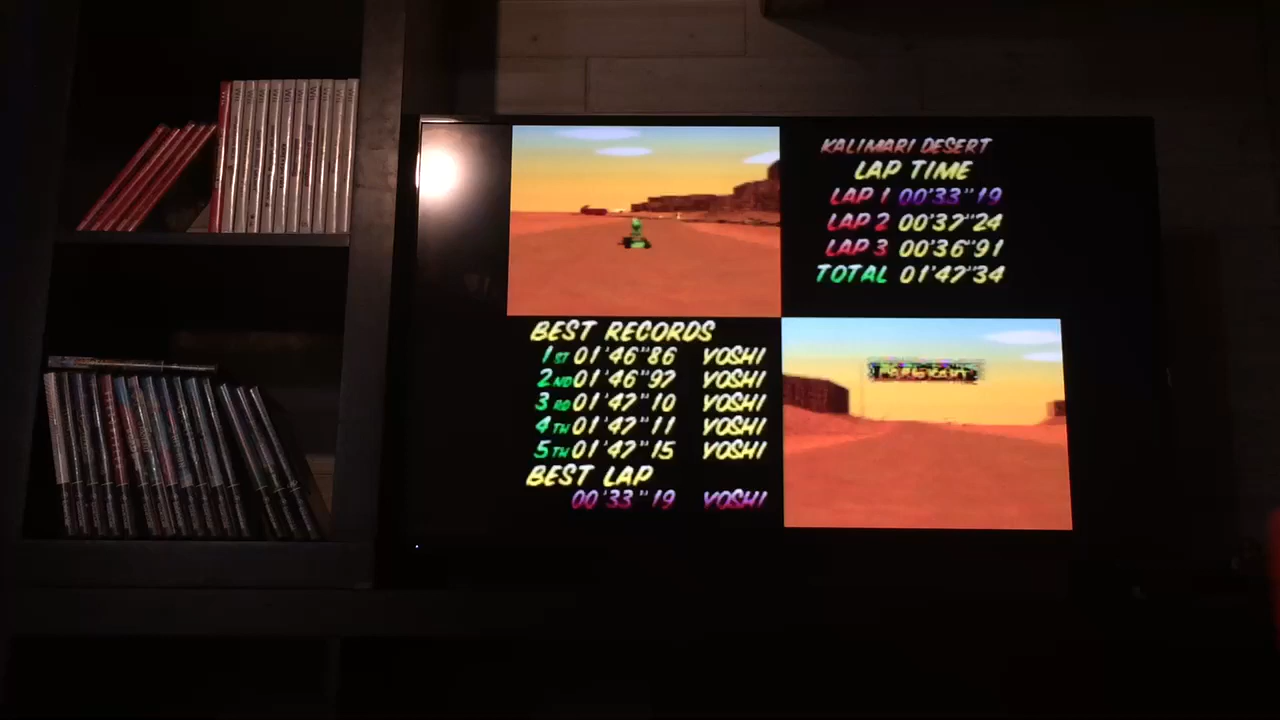 KALIMARI DESERT
LAP TIME
LAP 1 00'33"19
LAP 2 00'37"24
LAP 3 00'36"91
TOTAL 01'47"34
BEST RECORDS
1ST 01'46"86 YOSHI
2ND 01'46"97 YOSHI
3RD 01'47"10 YOSHI
4TH 01'47"11 YOSHI
5TH 01'47"15 YOSHI
BEST LAP
00'33"19 YOSHI